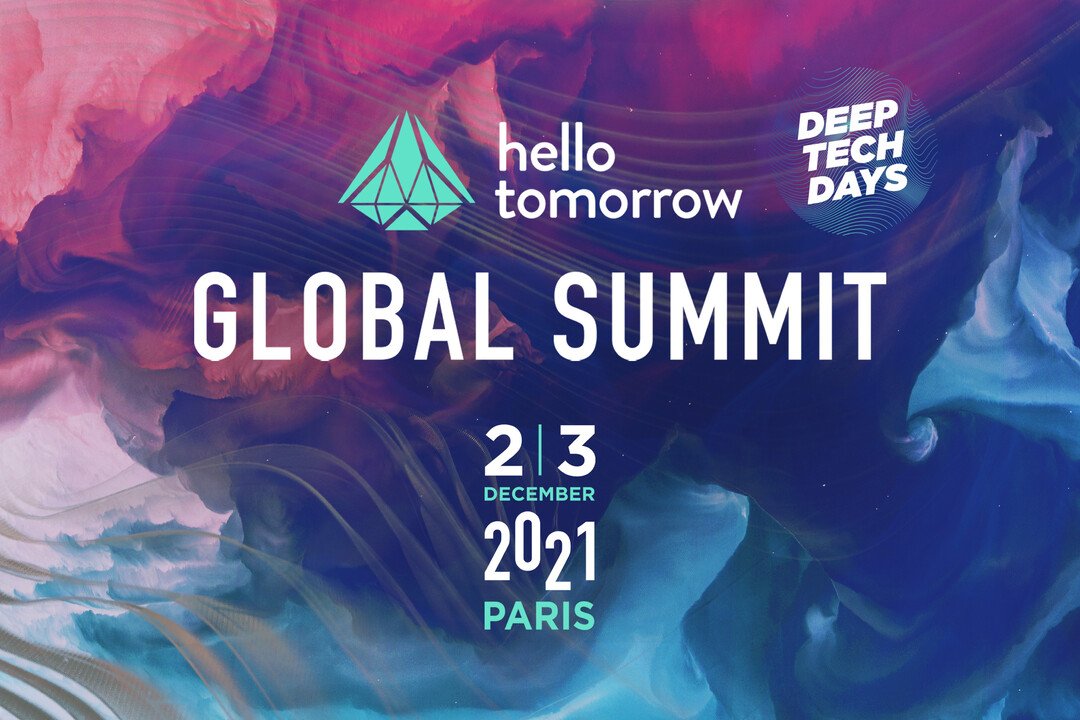 hello
tomorrow
DEEP
TECH
DAYS
GLOBAL SUMMIT
2 | 3
DECEMBER
2021
PARIS